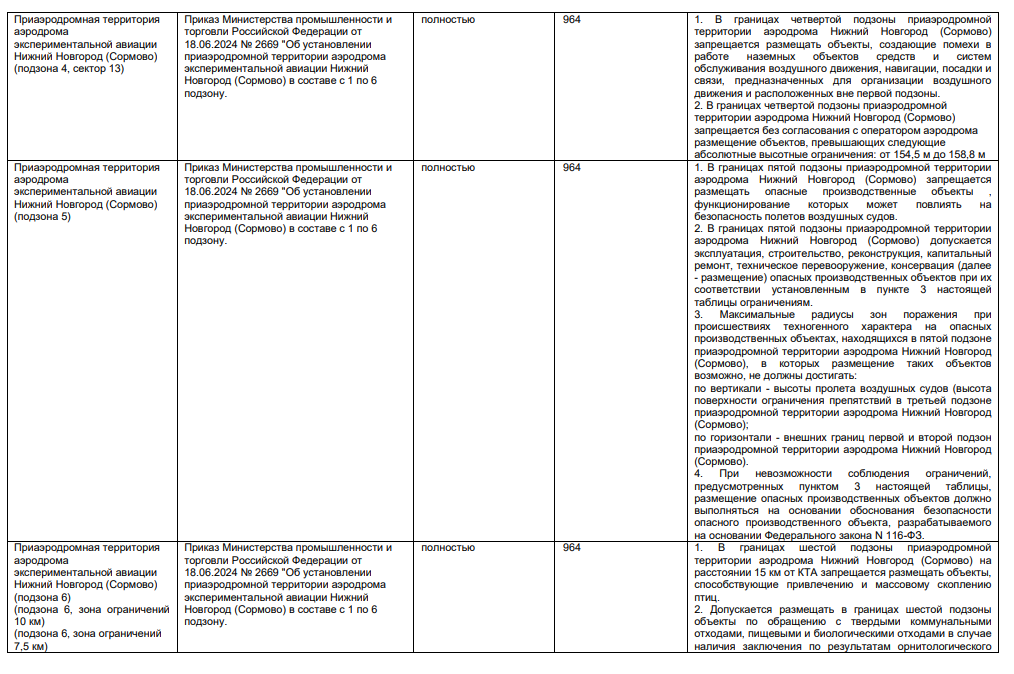 Приаэродромная территория
аэродрома
экспериментальной авиации
Нижний Новгород (Сормово)
(подзона 4, сектор 13)
Приказ Министерства промышленности и
торговли Российской Федерации от
18.06.2024 № 2669 "Об установлении
приаэродромной территории аэродрома
экспериментальной авиации Нижний
Новгород (Сормово) в составе с 1 по 6
подзону.
полностью
964
1. В границах четвертой подзоны приаэродромной
территории аэродрома Нижний Новгород (Сормово)
запрещается размещать объекты, создающие помехи в
работе наземных объектов средств и систем
обслуживания воздушного движения, навигации, посадки и
связи, предназначенных для организации воздушного
движения и расположенных вне первой подзоны.
2. В границах четвертой подзоны приаэродромной
территории аэродрома Нижний Новгород (Сормово)
запрещается без согласования с оператором аэродрома
размещение объектов, превышающих следующие
абсолютные высотные ограничения: от 154,5 м до 158,8 м
Приаэродромная территория
аэродрома
экспериментальной авиации
Нижний Новгород (Сормово)
(подзона 5)
Приказ Министерства промышленности и
торговли Российской Федерации от
18.06.2024 № 2669 "Об установлении
приаэродромной территории аэродрома
экспериментальной авиации Нижний
Новгород (Сормово) в составе с 1 по 6
подзону.
полностью
964
1. В границах пятой подзоны приаэродромной территории
аэродрома Нижний Новгород (Сормово) запрещается
размещать опасные производственные объекты ,
функционирование которых может повлиять на
безопасность полетов воздушных судов.
2. В границах пятой подзоны приаэродромной территории
аэродрома Нижний Новгород (Сормово) допускается
эксплуатация, строительство, реконструкция, капитальный
ремонт, техническое перевооружение, консервация (далее
- размещение) опасных производственных объектов при их
соответствии установленным в пункте 3 настоящей
таблицы ограничениям.
3. Максимальные радиусы зон поражения при
происшествиях техногенного характера на опасных
производственных объектах, находящихся в пятой подзоне
приаэродромной территории аэродрома Нижний Новгород
(Сормово), в которых размещение таких объектов
возможно, не должны достигать:
по вертикали - высоты пролета воздушных судов (высота
поверхности ограничения препятствий в третьей подзоне
приаэродромной территории аэродрома Нижний Новгород
(Сормово);
по горизонтали - внешних границ первой и второй подзон
приаэродромной территории аэродрома Нижний Новгород
(Сормово).
4. При невозможности соблюдения ограничений,
предусмотренных пунктом 3 настоящей таблицы,
размещение опасных производственных объектов должно
выполняться на основании обоснования безопасности
опасного производственного объекта, разрабатываемого
на основании Федерального закона N 116-ФЗ.
Приаэродромная территория
аэродрома
экспериментальной авиации
Нижний Новгород (Сормово)
(подзона 6)
(подзона 6, зона ограничений
10 км)
(подзона 6, зона ограничений
7,5 км)
Приказ Министерства промышленности и
торговли Российской Федерации от
18.06.2024 № 2669 "Об установлении
приаэродромной территории аэродрома
экспериментальной авиации Нижний
Новгород (Сормово) в составе с 1 по 6
подзону.
полностью
964
1. В границах шестой подзоны приаэродромной
территории аэродрома Нижний Новгород (Сормово) на
расстоянии 15 км от КТА запрещается размещать объекты,
способствующие привлечению и массовому скоплению
птиц.
2. Допускается размещать в границах шестой подзоны
объекты по обращению с твердыми коммунальными
отходами, пищевыми и биологическими отходами в случае
наличия заключения по результатам орнитологического